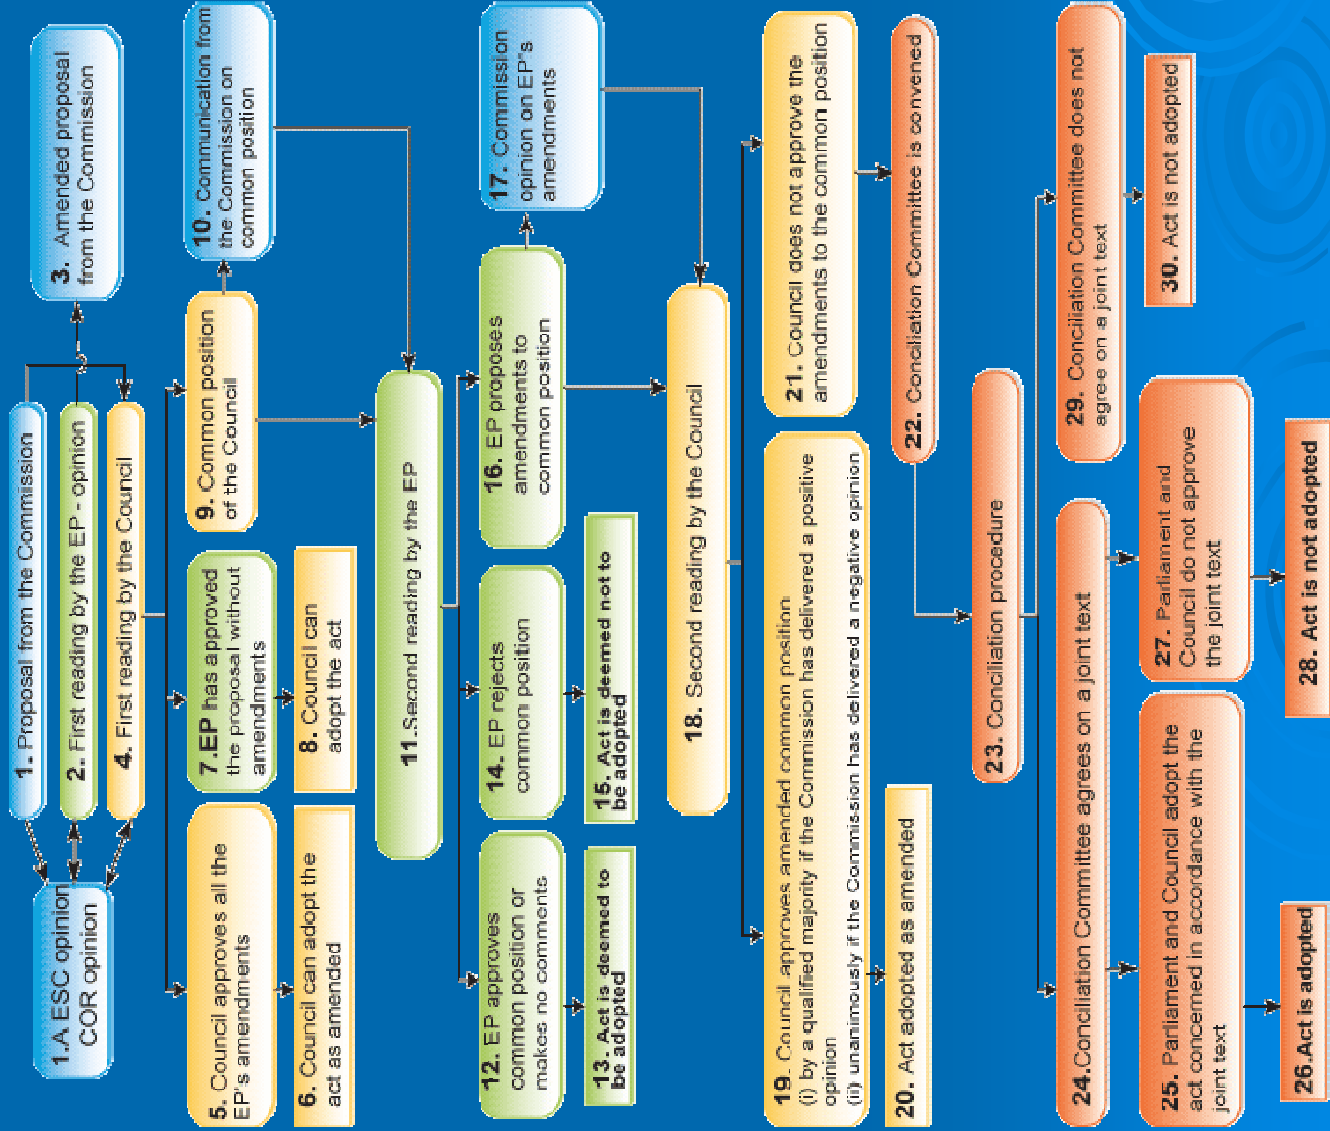 1. Proposal from the Commission
1.A ESC opinion
COR opinion
2. First reading by the EP - opinion
3. Amended proposal
from the Commission
4. First reading by the Council
5. Council approves all the
EP's amendments
6. Council can adopt the
act as amended
7.EP has approved
the proposal without
amendments
8. Council can
adopt the act
9. Common position
of the Council
10. Communication from
the Commission on
common position
11.Second reading by the EP
12. EP approves
common position or
makes no comments
13. Act is deemed to
be adopted
14. EP rejects
common position
15. Act is deemed not to
be adopted
16. EP proposes
amendments to
common position
17. Commission
opinion on EP"s
amendments
18. Second reading by the Council
19. Council approves amended common position
(i) by a qualified majority if the Commission has delivered a positive
opinion
(ii) unanimously if the Commission has delivered a negative opinion
20. Act adopted as amended
21. Council does not approve the
amendments to the common position
22. Conciliation Committee is convened
23. Conciliation procedure
24.Conciliation Committee agrees on a joint text
25. Parliament and Council adopt the
act concerned in accordance with the
joint text
26.Act is adopted
27. Parliament and
Council do not approve
the joint text
28. Act is not adopted
29. Conciliation Committee does not
agree on a joint text
30. Act is not adopted